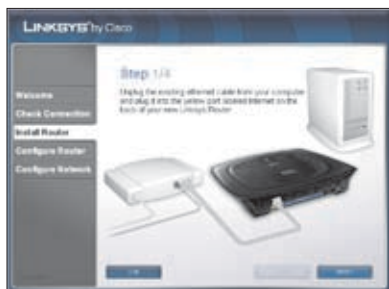 LINKSYS by Cisco
Step 1/4
Unplug the existing ethernet cable from your computer
and plug it into the yellow port labeled Internet on the
back of your new Linksys Router
Welcome
Check Connection
Install Router
Configure Router
Configure Network